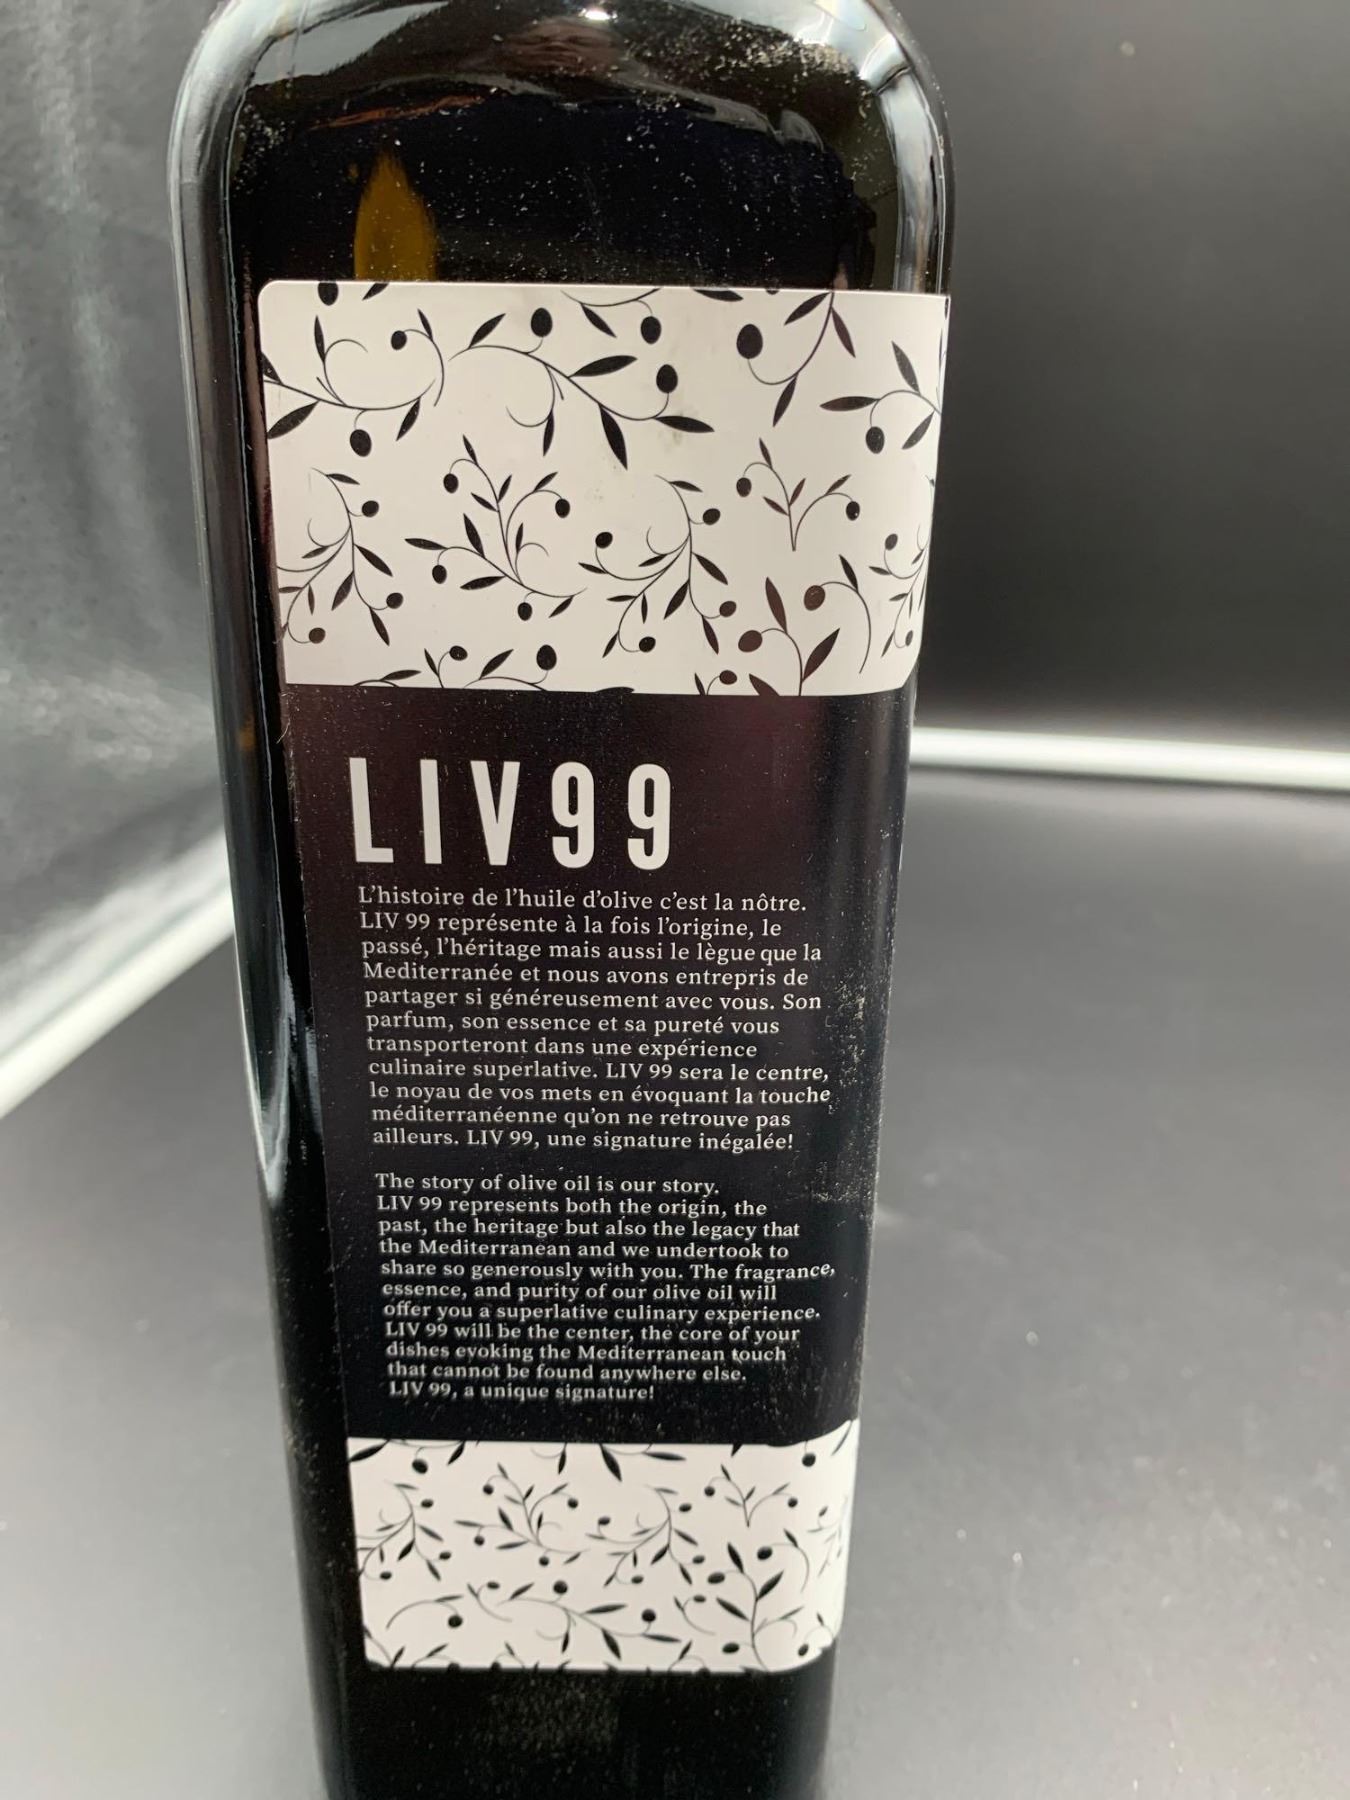 LIV99
L'histoire de l'huile d'olive c'est la nôtre.
LIV 99 représente à la fois l'origine, le
passé, l'héritage mais aussi le lègue que la
Mediterranée et nous avons entrepris de
partager si généreusement avec vous. Son
parfum, son essence et sa pureté vous
transporteront dans une expérience
culinaire superlative. LIV 99 sera le centre,
le noyau de vos mets en évoquant la touche
méditerranéenne qu'on ne retrouve pas
ailleurs. LIV 99, une signature inégalée!
The story of olive oil is our story.
LIV 99 represents both the origin, the
past, the heritage but also the legacy that
the Mediterranean and we undertook to
share so generously with you. The fragrance,
essence, and purity of our olive oil will
offer you a superlative culinary experience.
LIV 99 will be the center, the core of your
dishes evoking the Mediterranean touch
that cannot be found anywhere else.
LIV 99, a unique signature!